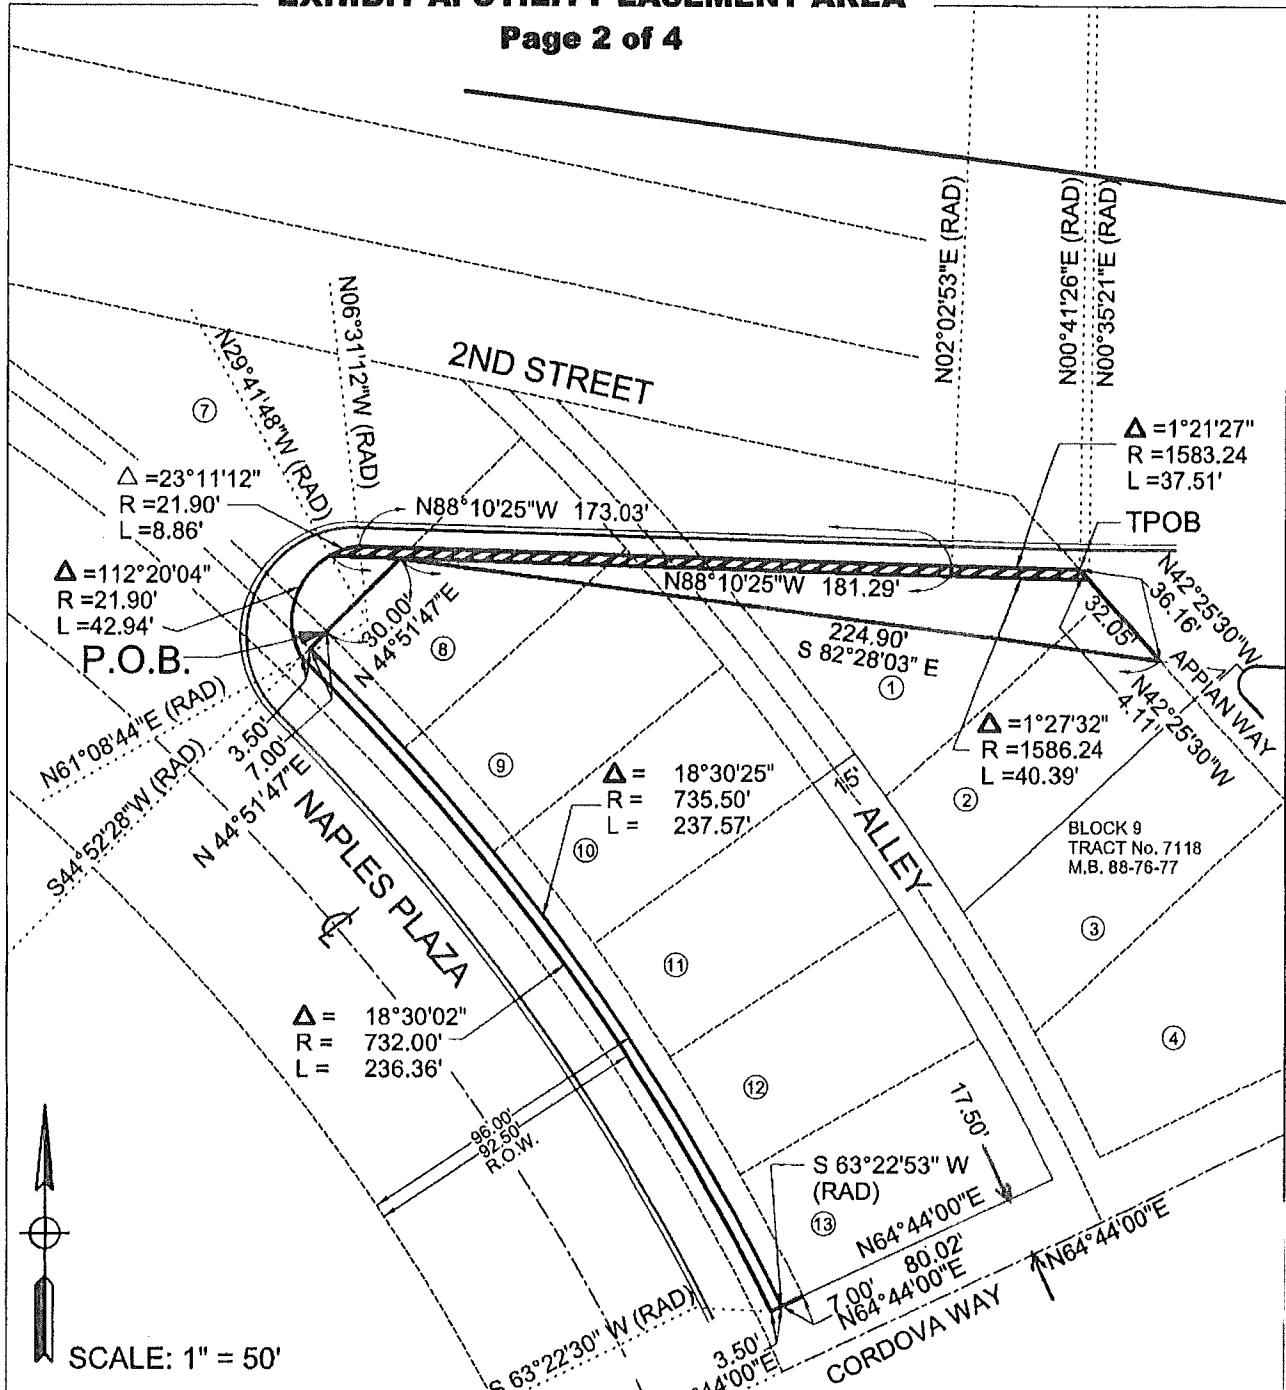 EXHIBIT A: UTILITY EASEMENT AREA
Page 2 of 4
N02°02'53"E (RAD)
N00°41'26"E (RAD)
N00°35'21"E (RAD)
N06°31'12"W (RAD)
N29°41'48"W (RAD)
2ND STREET
7
Δ =1°21'27"
R =1583.24
L =37.51'
TPOB
Δ =23°11'12"
R =21.90'
L =8.86'
N88°10'25"W 173.03'
N88°10'25"W 181.29'
Δ =112°20'04"
R =21.90'
L =42.94'
P.O.B.
30.00'
N 44°51'47"E
8
224.90'
S 82°28'03" E
1
32.05'
N42°25'30"W
36.16'
APPIAN WAY
N42°25'30"W
4.11'
N61°08'44"E (RAD)
S44°52'28"W (RAD)
3.50'
7.00'
N 44°51'47"E
Δ =1°27'32"
R =1586.24
L =40.39'
9
Δ = 18°30'25"
R = 735.50'
L = 237.57'
15'
ALLEY
2
BLOCK 9
TRACT No. 7118
M.B. 88-76-77
10
NAPLES PLAZA
CL
11
3
Δ = 18°30'02"
R = 732.00'
L = 236.36'
4
12
96.00'
92.50'
R.O.W.
17.50'
S 63°22'53" W
(RAD)
13
N64°44'00"E
80.02'
7.00'
N64°44'00"E
N64°44'00"E
CORDOVA WAY
S 63°22'30" W (RAD)
3.50'
44'00"E
SCALE: 1" = 50'